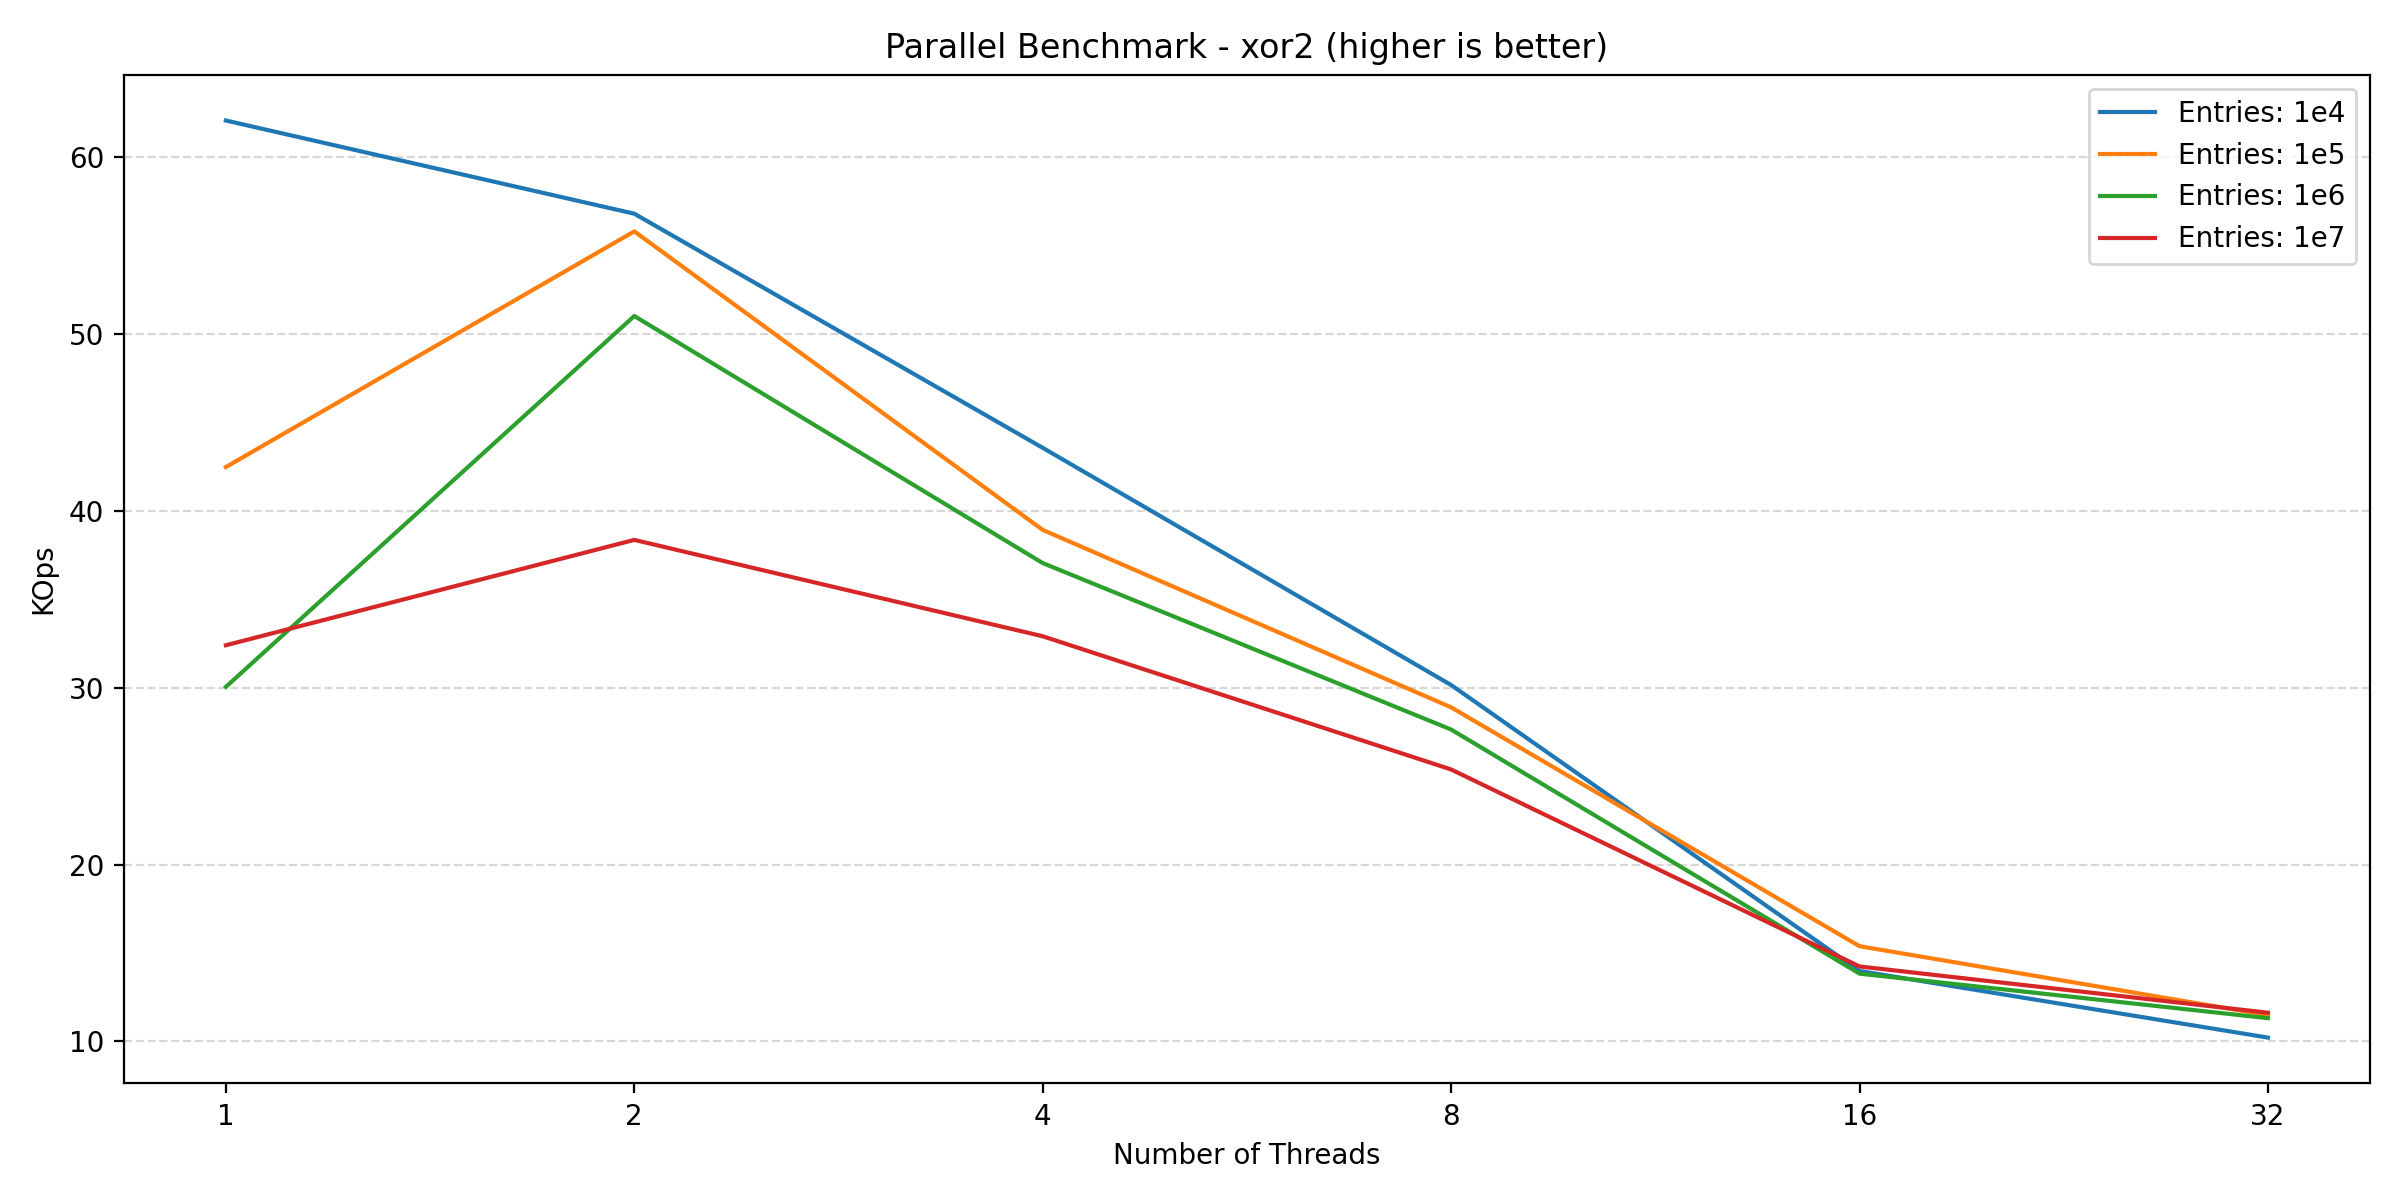 Parallel Benchmark - xor2 (higher is better)
Entries: 1e4
Entries: 1e5
Entries: 1e6
Entries: 1e7
60
50
40
30
20
10
KOps
1 2 4 8 16 32
Number of Threads